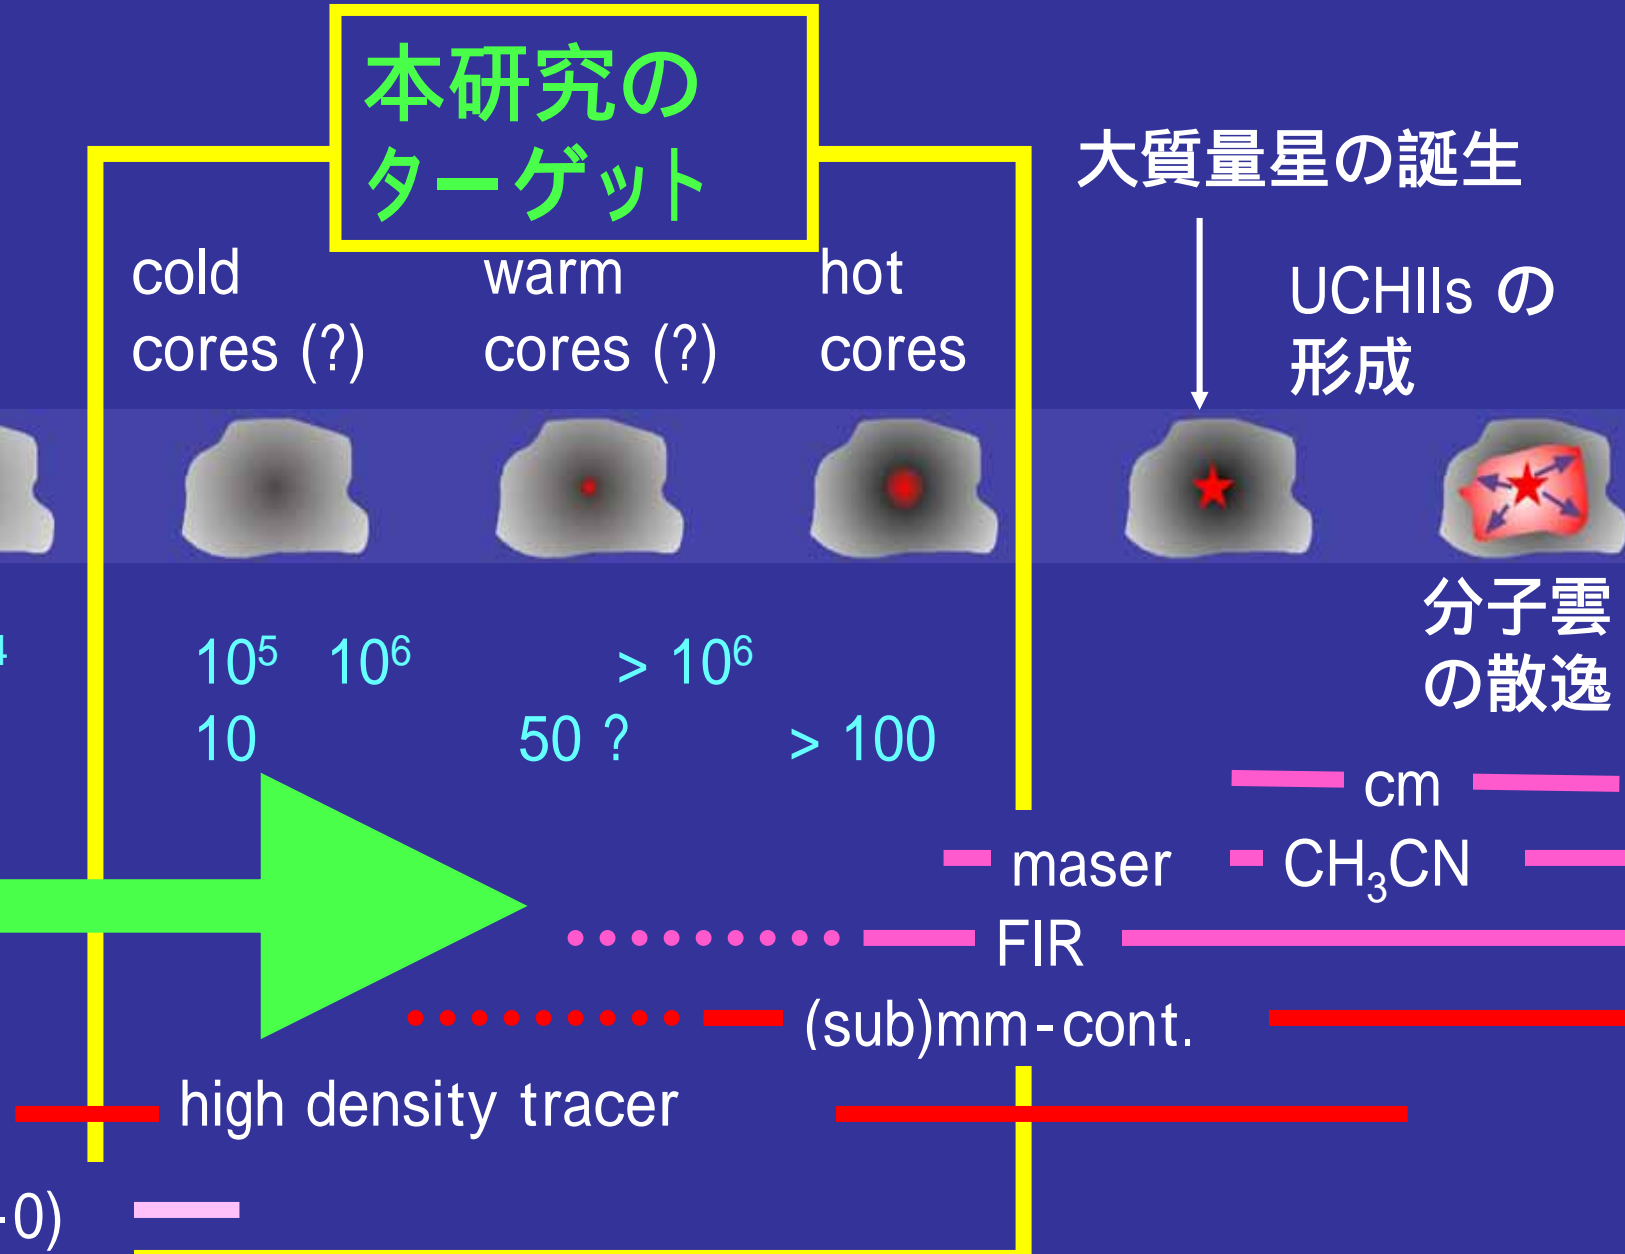 本研究の
ターゲット
大質量星の誕生
cold
cores (?)
warm
cores (?)
hot
cores
UCHIIs の
形成
分子雲
の散逸
4
10⁵ 10⁶ > 10⁶
10 50 ? > 100
cm
maser CH₃CN
FIR
(sub)mm-cont.
high density tracer
-0)